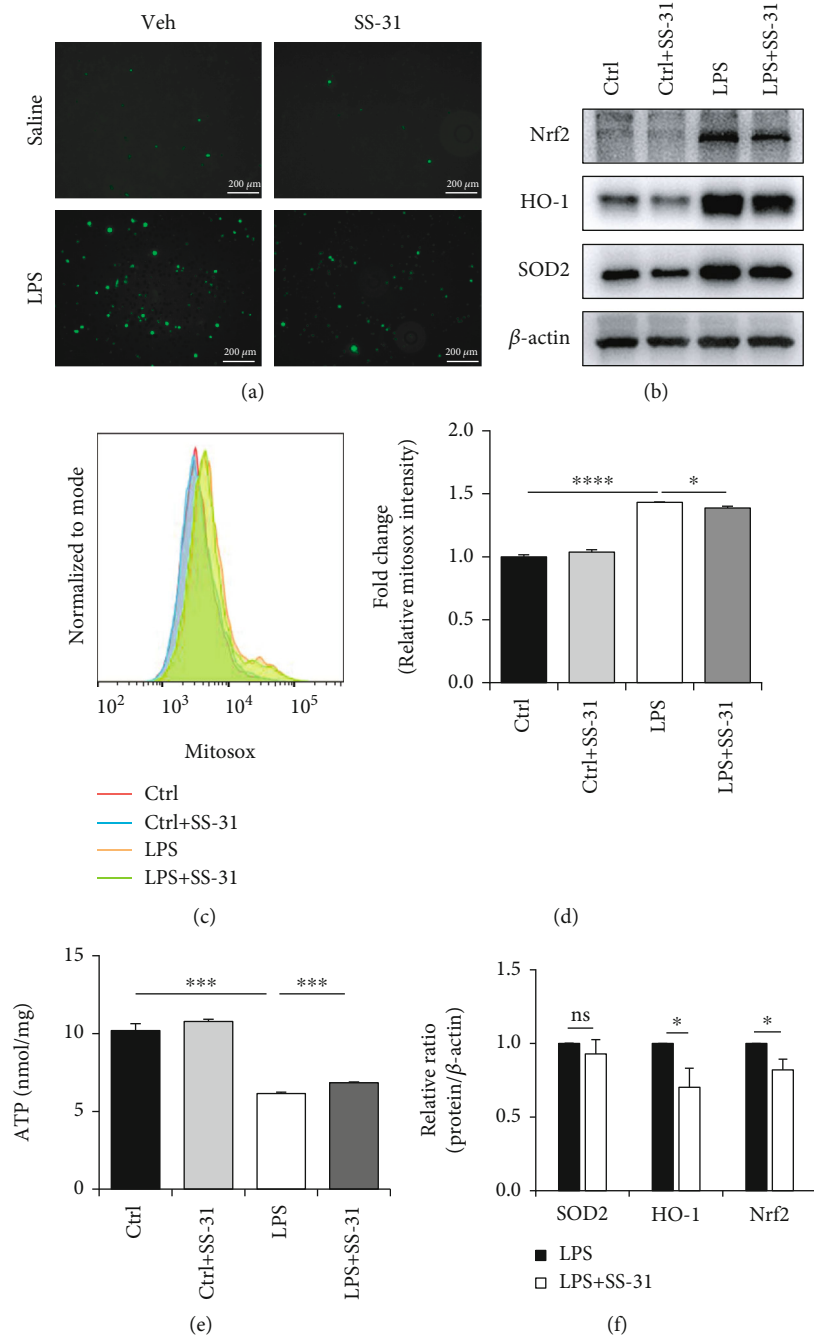 Veh
SS-31
Saline
200 μm
200 μm
LPS
200 μm
200 μm
(a)
Ctrl
Ctrl+SS-31
LPS
LPS+SS-31
Nrf2
HO-1
SOD2
β-actin
(b)
Normalized to mode
10²
10³
10⁴
10⁵
Mitosox
Ctrl
Ctrl+SS-31
LPS
LPS+SS-31
(c)
Fold change
(Relative mitosox intensity)
2.0
1.5
1.0
0.5
0.0
****
*
Ctrl
Ctrl+SS-31
LPS
LPS+SS-31
(d)
ATP (nmol/mg)
15
10
5
0
***
***
Ctrl
Ctrl+SS-31
LPS
LPS+SS-31
(e)
Relative ratio
(protein/β-actin)
1.5
1.0
0.5
0.0
ns
*
*
SOD2
HO-1
Nrf2
LPS
LPS+SS-31
(f)